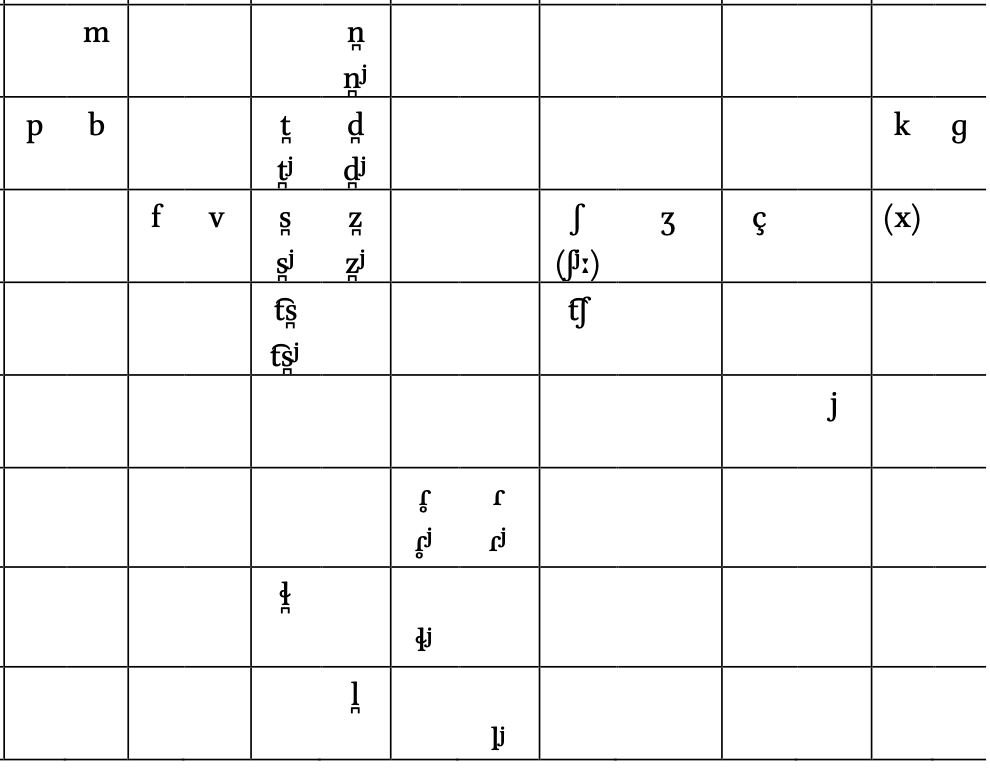 m n̪
n̪ʲ
p b t̪ d̪ k ɡ
t̪ʲ d̪ʲ
f v s̪ z̪ ʃ ʒ ç (x)
s̪ʲ z̪ʲ (ʃʲː)
t͡s̪ t͡ʃ
t͡s̪ʲ
j
ɾ̥ ɾ
ɾ̥ʲ ɾʲ
ɬ̪
ɬʲ
l̪
lʲ